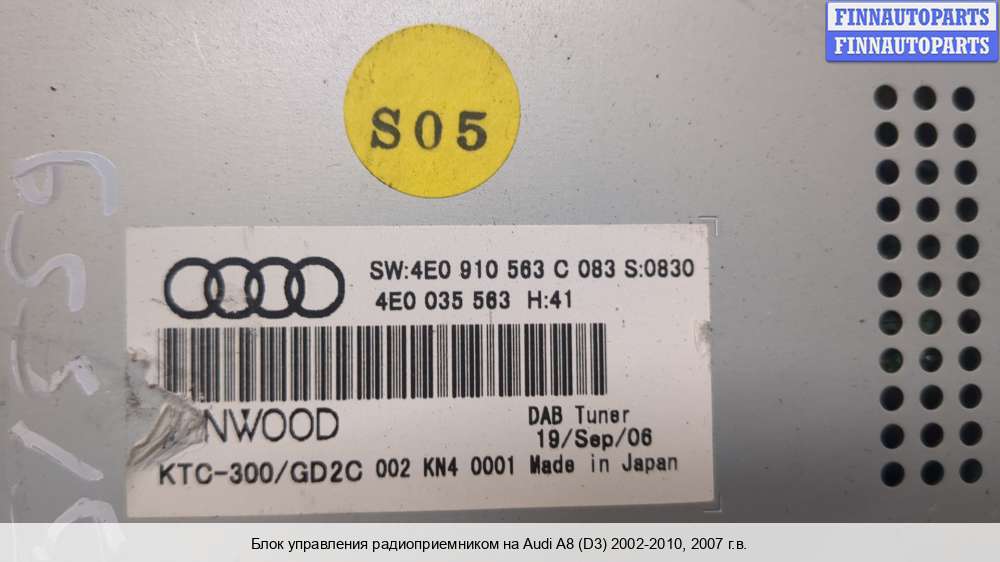 FINNAUTOPARTS
FINNAUTOPARTS
S05
SW:4E0 910 563 C 083 S:0830
4E0 035 563 H:41
NWOOD
DAB Tuner
19/Sep/06
KTC-300/GD2C 002 KN4 0001 Made in Japan
Блок управления радиоприемником на Audi A8 (D3) 2002-2010, 2007 г.в.